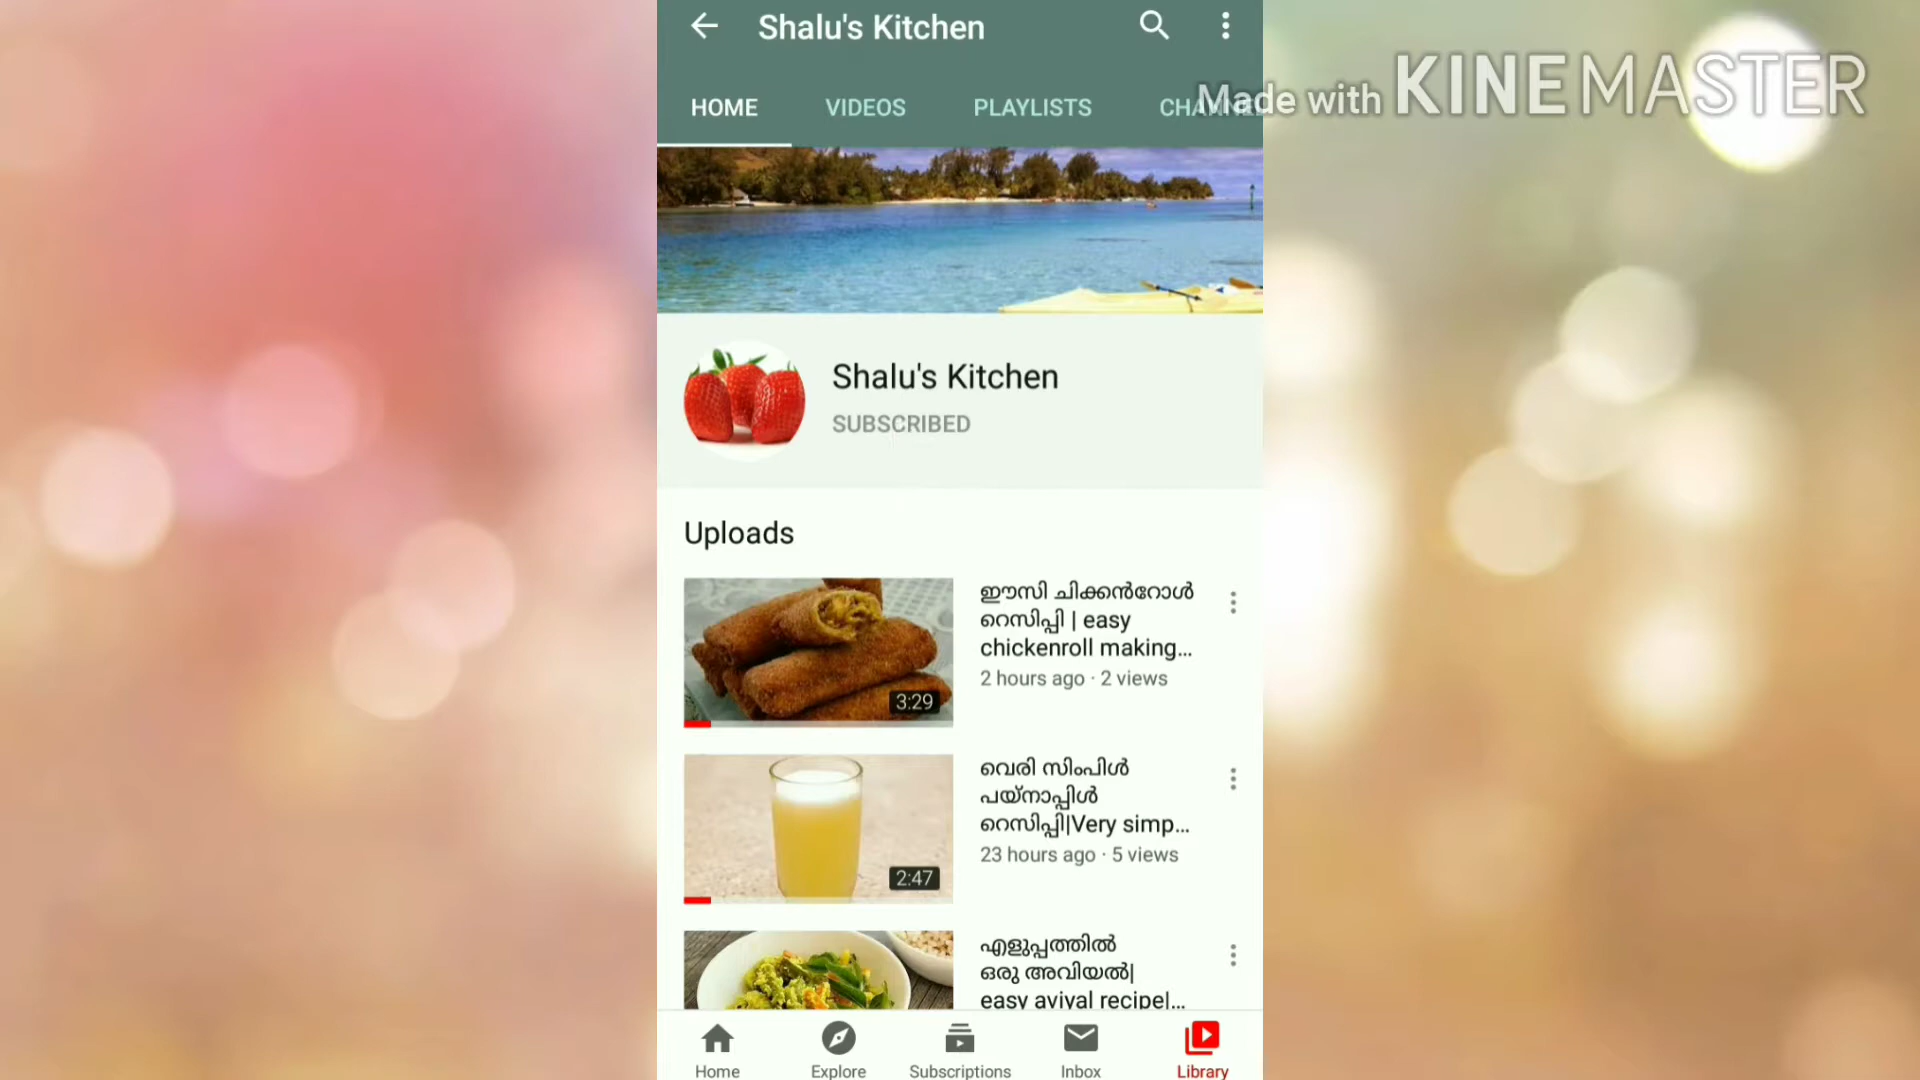 Shalu's Kitchen
Made with KINEMASTER
HOME VIDEOS PLAYLISTS
Shalu's Kitchen
SUBSCRIBED
Uploads
ഈസി ചിക്കൻറോൾ
റെസിപ്പി | easy
chickenroll making...
2 hours ago · 2 views
3:29
വെരി സിംപിൾ
പയ്നാപ്പിൾ
റെസിപ്പി|Very simp...
23 hours ago · 5 views
2:47
എളുപ്പത്തിൽ
ഒരു അവിയൽ|
easy aviyal recipe|...
Home Explore Subscriptions Inbox Library